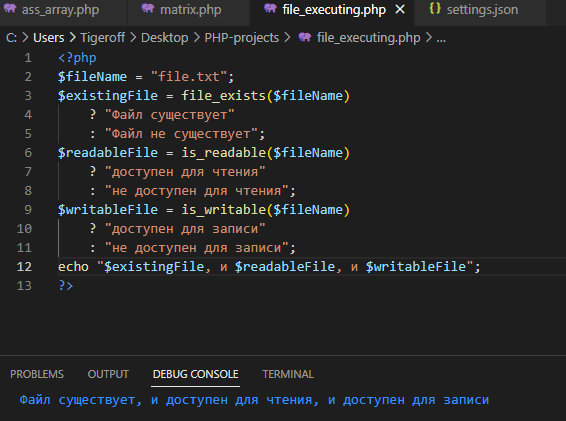 ass_array.php matrix.php file_executing.php × {} settings.json
C: > Users > Tigeroff > Desktop > PHP-projects > file_executing.php > ...
1 <?php
2 $fileName = "file.txt";
3 $existingFile = file_exists($fileName)
4 ? "Файл существует"
5 : "Файл не существует";
6 $readableFile = is_readable($fileName)
7 ? "доступен для чтения"
8 : "не доступен для чтения";
9 $writableFile = is_writable($fileName)
10 ? "доступен для записи"
11 : "не доступен для записи";
12 echo "$existingFile, и $readableFile, и $writableFile";
13 ?>
PROBLEMS OUTPUT DEBUG CONSOLE TERMINAL
Файл существует, и доступен для чтения, и доступен для записи